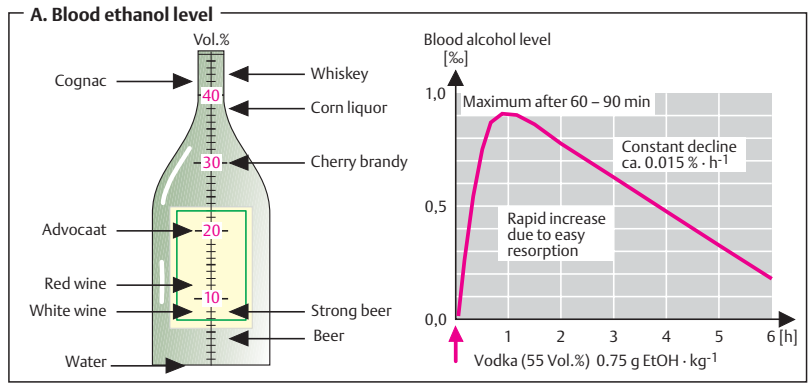 A. Blood ethanol level
Vol.%
Cognac
Whiskey
40
Corn liquor
30
Cherry brandy
Advocaat
20
Red wine
10
White wine
Strong beer
Beer
Water
Blood alcohol level
[‰]
1,0
Maximum after 60 – 90 min
Constant decline
ca. 0.015 % · h-1
0,5
Rapid increase
due to easy
resorption
0,0
1 2 3 4 5 6 [h]
Vodka (55 Vol.%) 0.75 g EtOH · kg-1